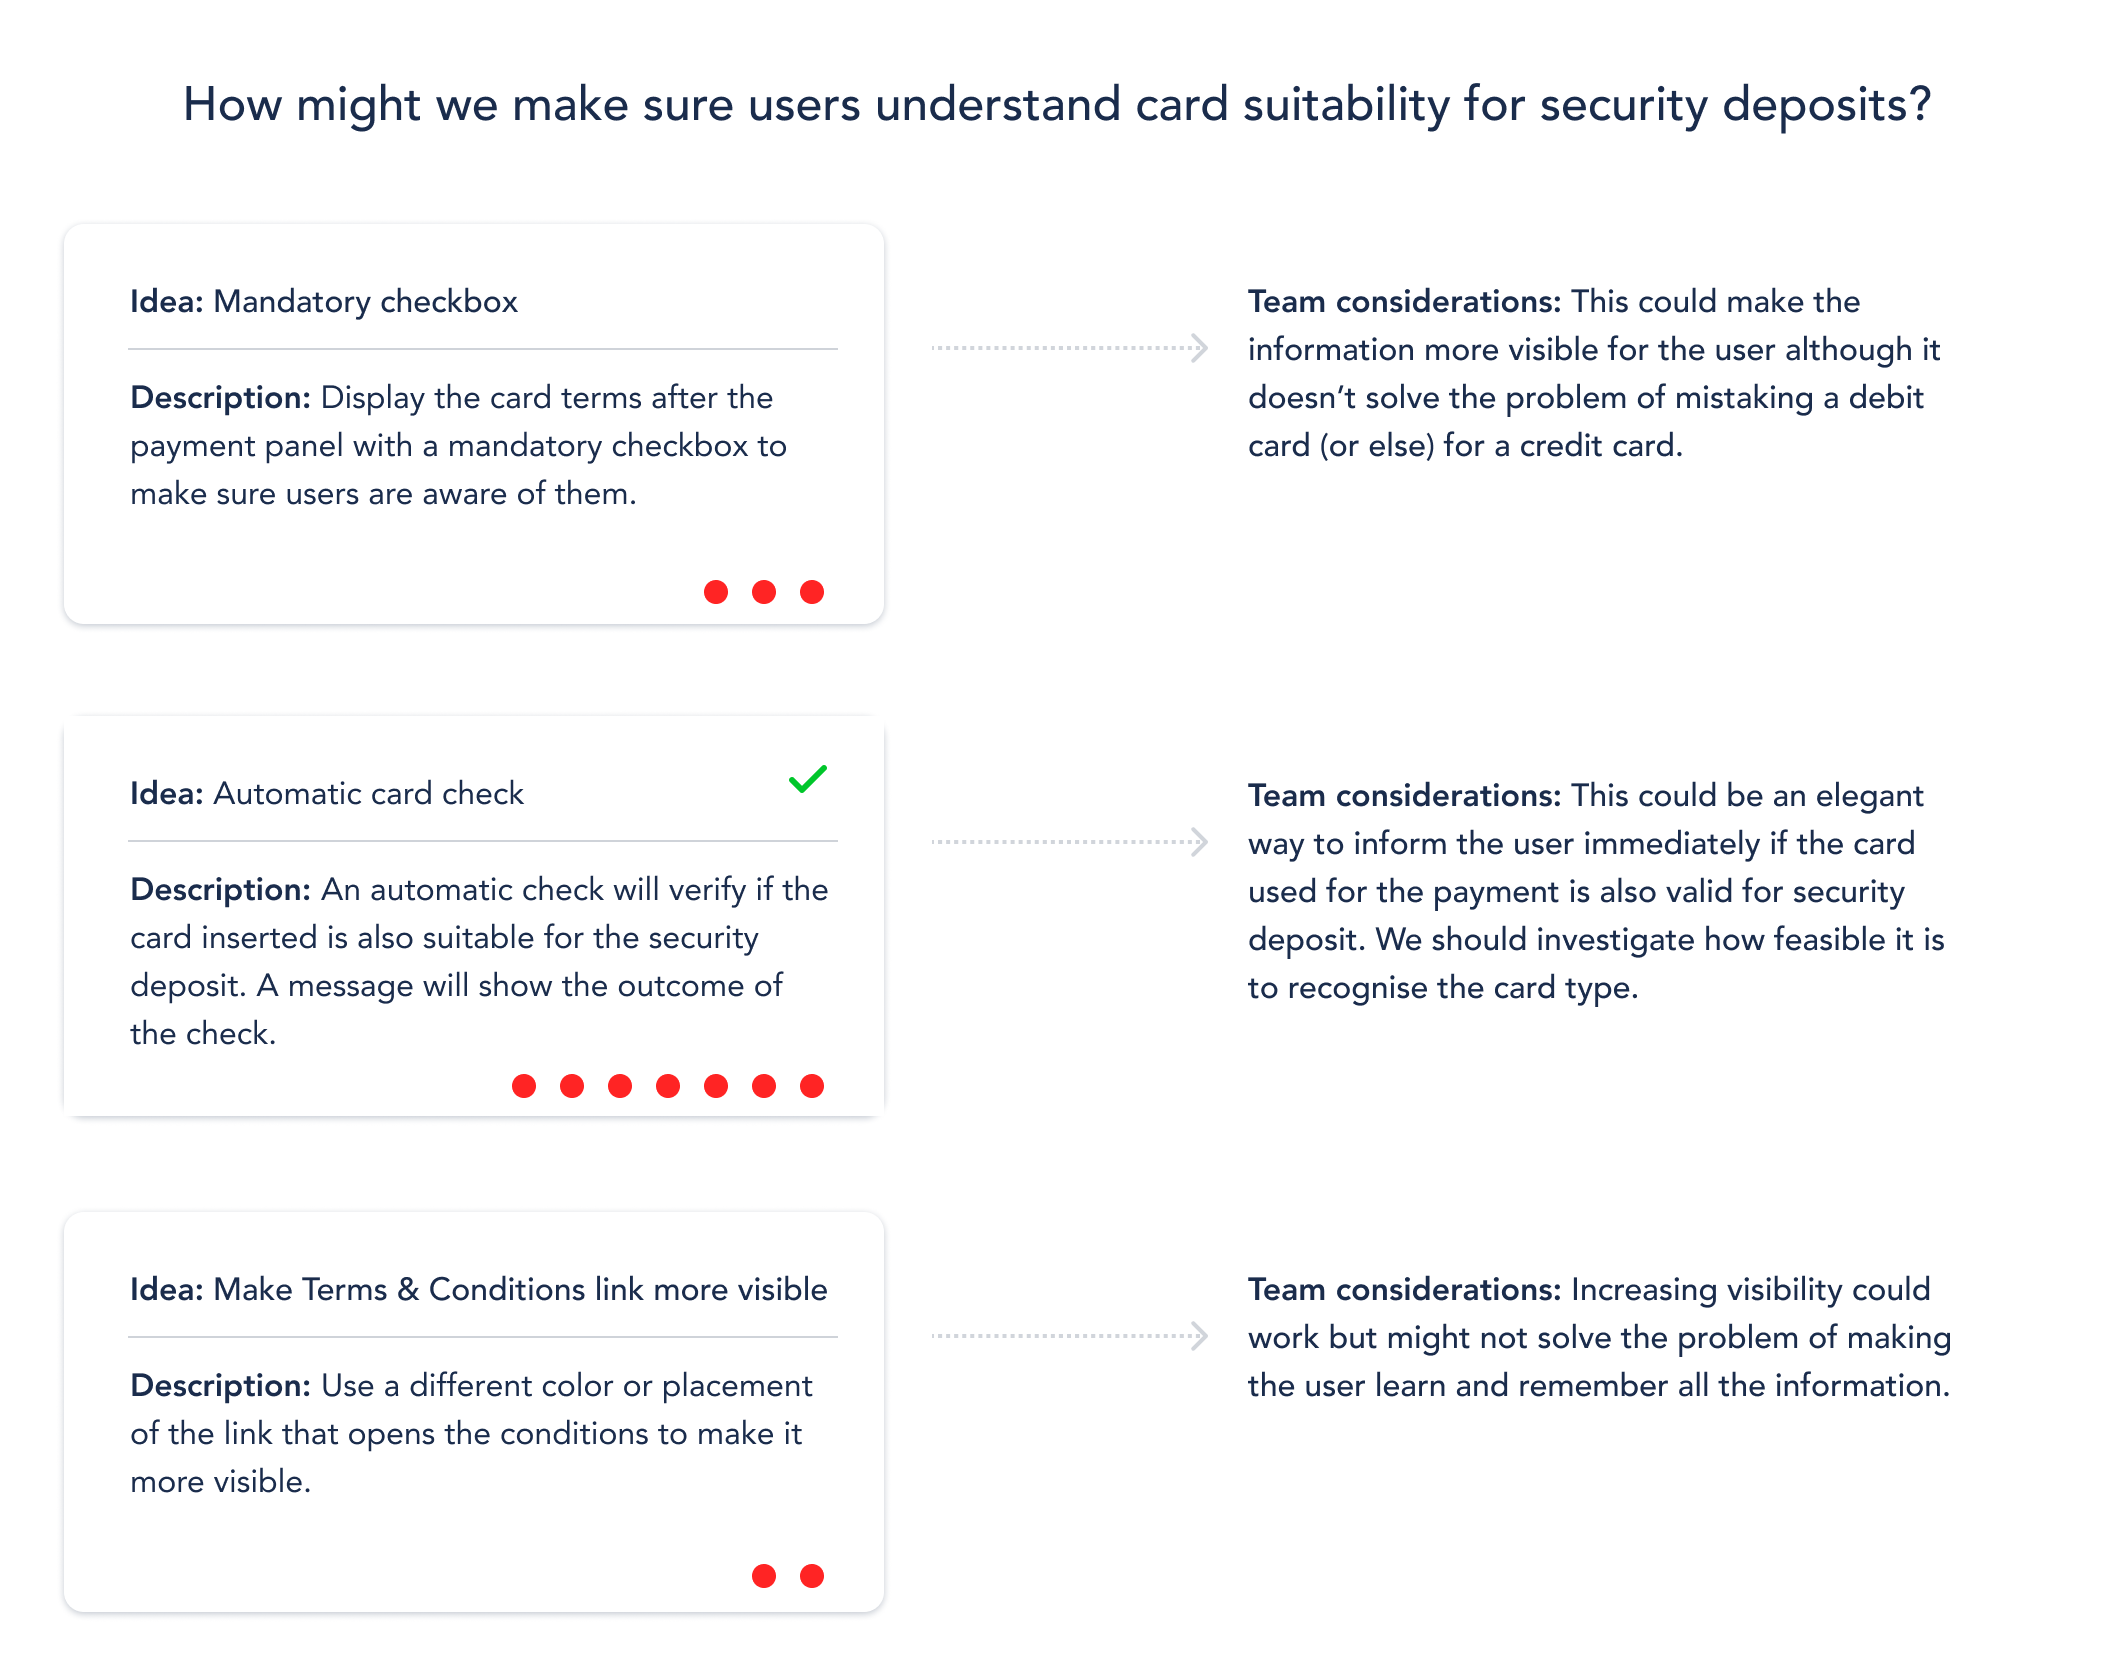 How might we make sure users understand card suitability for security deposits?
Idea: Mandatory checkbox
Description: Display the card terms after the
payment panel with a mandatory checkbox to
make sure users are aware of them.
Team considerations: This could make the
information more visible for the user although it
doesn’t solve the problem of mistaking a debit
card (or else) for a credit card.
Idea: Automatic card check
Description: An automatic check will verify if the
card inserted is also suitable for the security
deposit. A message will show the outcome of
the check.
Team considerations: This could be an elegant
way to inform the user immediately if the card
used for the payment is also valid for security
deposit. We should investigate how feasible it is
to recognise the card type.
Idea: Make Terms & Conditions link more visible
Description: Use a different color or placement
of the link that opens the conditions to make it
more visible.
Team considerations: Increasing visibility could
work but might not solve the problem of making
the user learn and remember all the information.